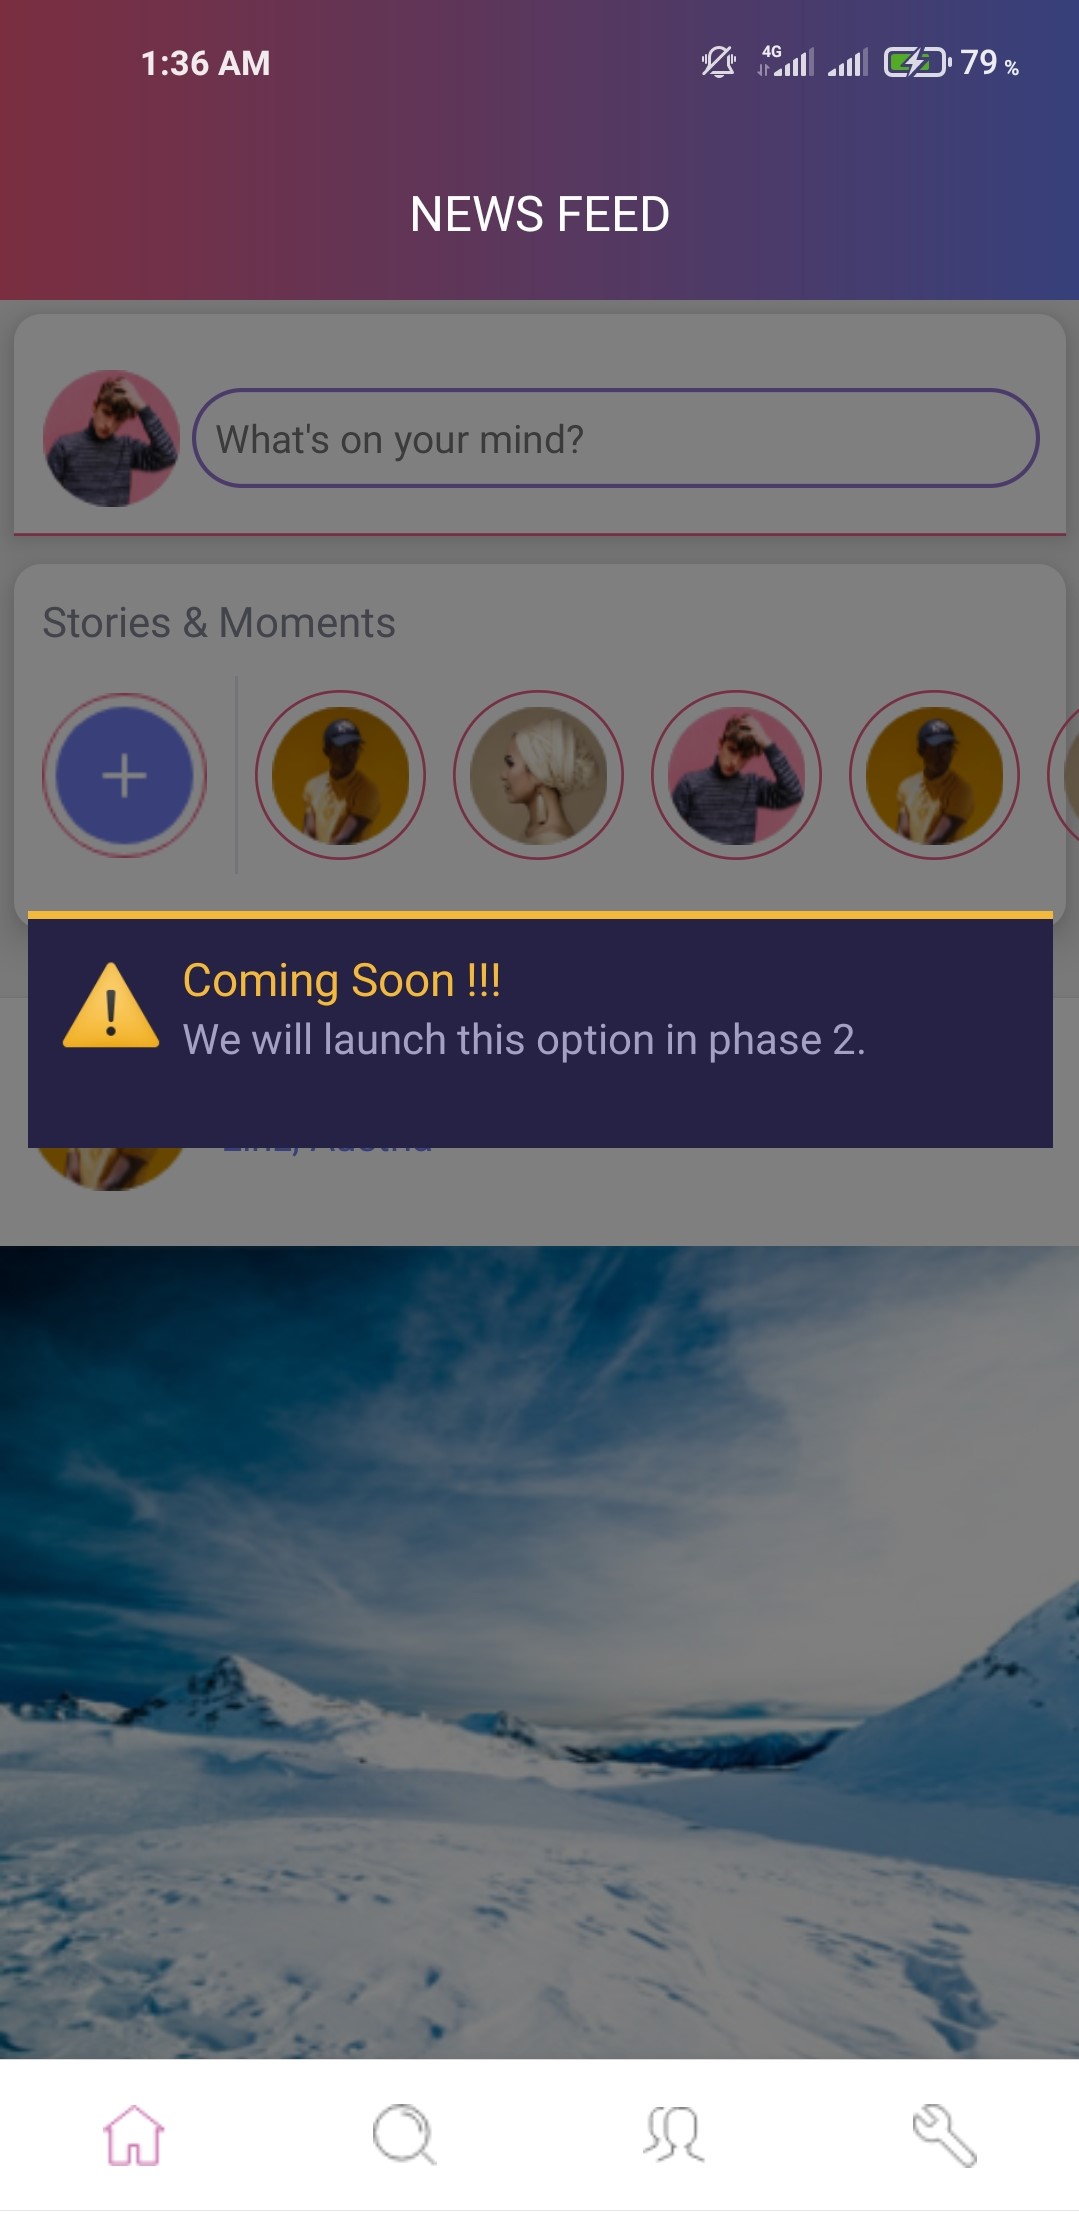 1:36 AM
4G
79 %
NEWS FEED
What's on your mind?
Stories & Moments
Coming Soon !!!
We will launch this option in phase 2.